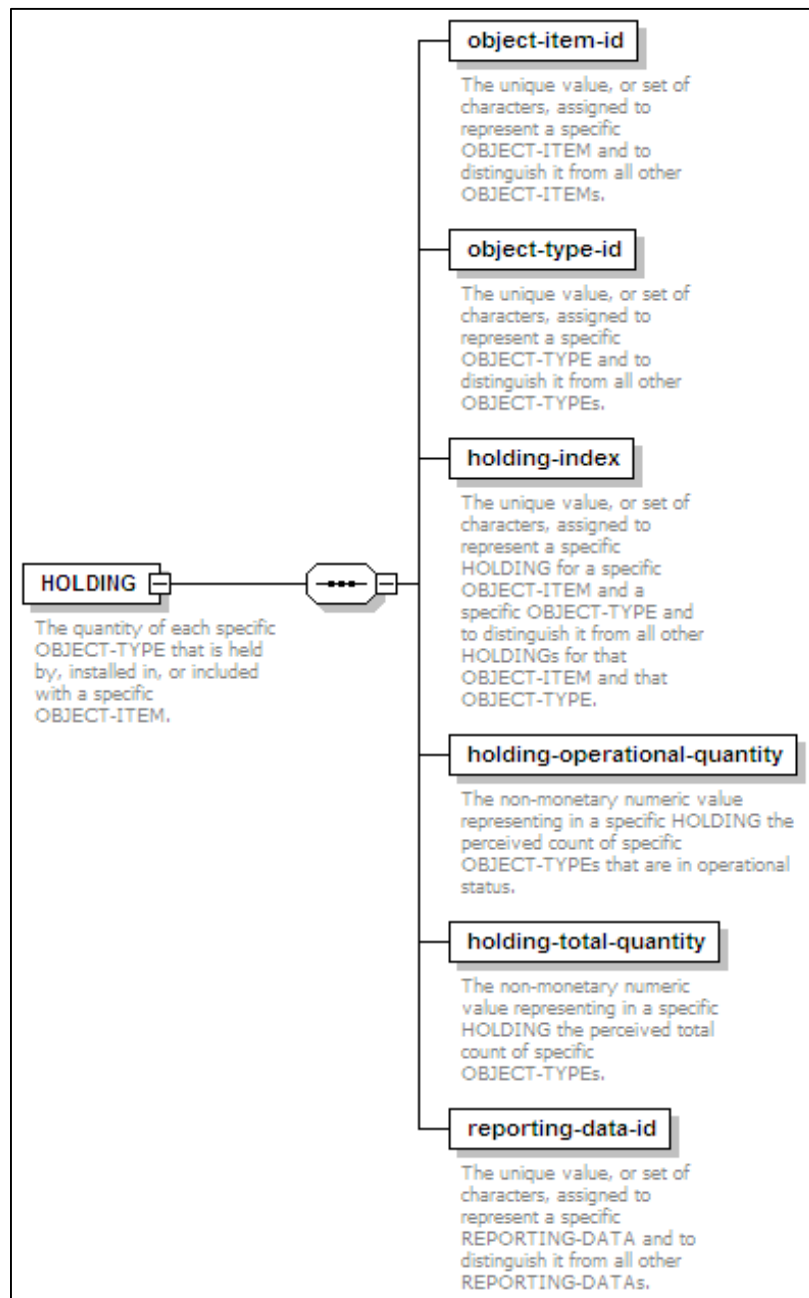 object-item-id
The unique value, or set of
characters, assigned to
represent a specific
OBJECT-ITEM and to
distinguish it from all other
OBJECT-ITEMs.
object-type-id
The unique value, or set of
characters, assigned to
represent a specific
OBJECT-TYPE and to
distinguish it from all other
OBJECT-TYPEs.
holding-index
The unique value, or set of
characters, assigned to
represent a specific
HOLDING for a specific
OBJECT-ITEM and a
specific OBJECT-TYPE and
to distinguish it from all other
HOLDINGs for that
OBJECT-ITEM and that
OBJECT-TYPE.
HOLDING
The quantity of each specific
OBJECT-TYPE that is held
by, installed in, or included
with a specific
OBJECT-ITEM.
holding-operational-quantity
The non-monetary numeric value
representing in a specific HOLDING the
perceived count of specific
OBJECT-TYPEs that are in operational
status.
holding-total-quantity
The non-monetary numeric
value representing in a specific
HOLDING the perceived total
count of specific
OBJECT-TYPEs.
reporting-data-id
The unique value, or set of
characters, assigned to
represent a specific
REPORTING-DATA and to
distinguish it from all other
REPORTING-DATAs.